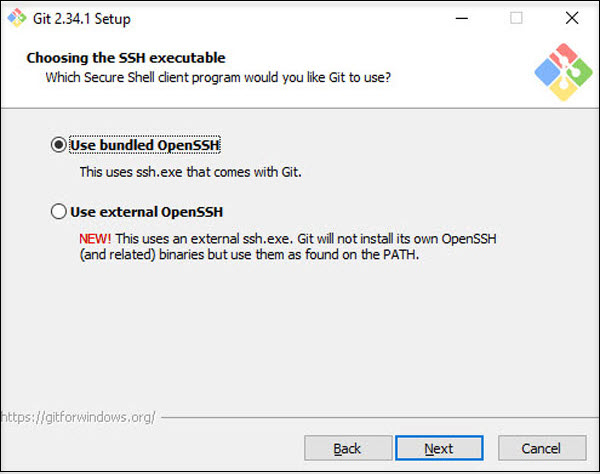 Git 2.34.1 Setup
Choosing the SSH executable
Which Secure Shell client program would you like Git to use?
Use bundled OpenSSH
This uses ssh.exe that comes with Git.
Use external OpenSSH
NEW! This uses an external ssh.exe. Git will not install its own OpenSSH
(and related) binaries but use them as found on the PATH.
https://gitforwindows.org/
Back
Next
Cancel